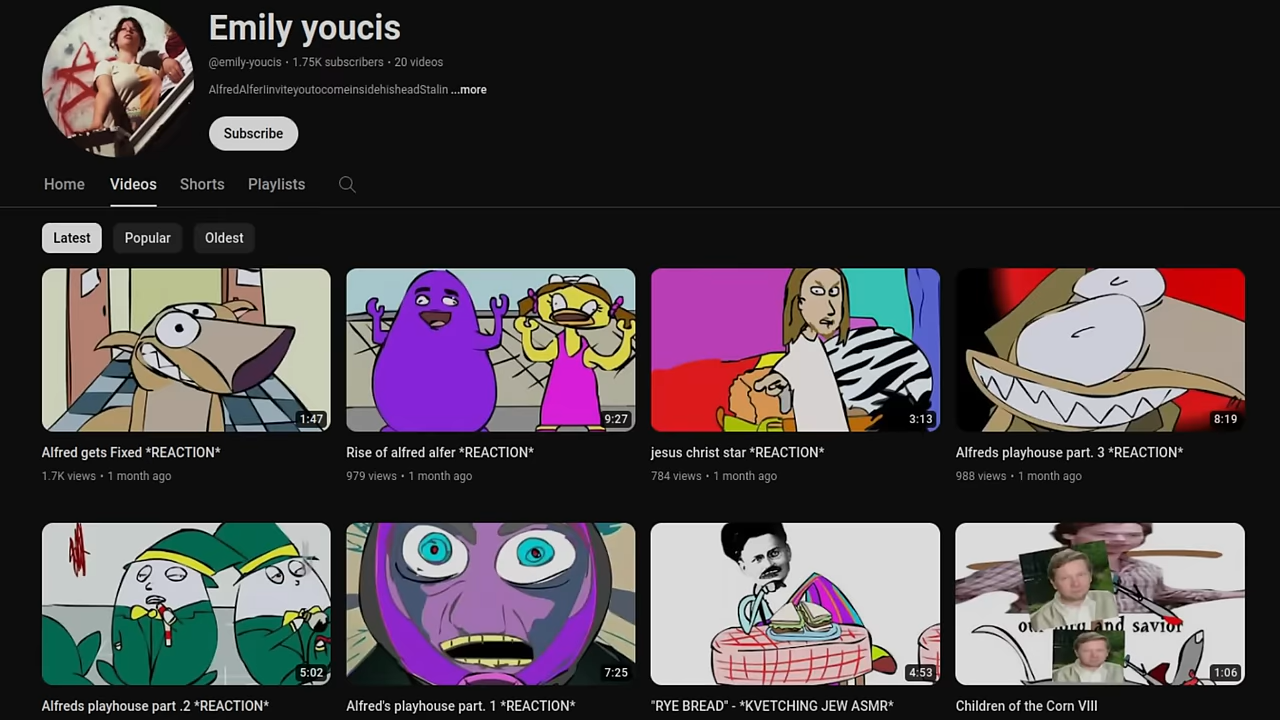 Emily youcis
@emily-youcis • 1.75K subscribers • 20 videos
AlfredAlferIinviteyoutocomeinsidehisheadStalin ...more
Subscribe
Home Videos Shorts Playlists
Latest Popular Oldest
1:47 9:27 3:13 8:19
Alfred gets Fixed *REACTION* Rise of alfred alfer *REACTION* jesus christ star *REACTION* Alfreds playhouse part. 3 *REACTION*
1.7K views • 1 month ago 979 views • 1 month ago 784 views • 1 month ago 988 views • 1 month ago
and savior
5:02 7:25 4:53 1:06
Alfreds playhouse part .2 *REACTION* Alfred's playhouse part. 1 *REACTION* "RYE BREAD" - *KVETCHING JEW ASMR* Children of the Corn VIII